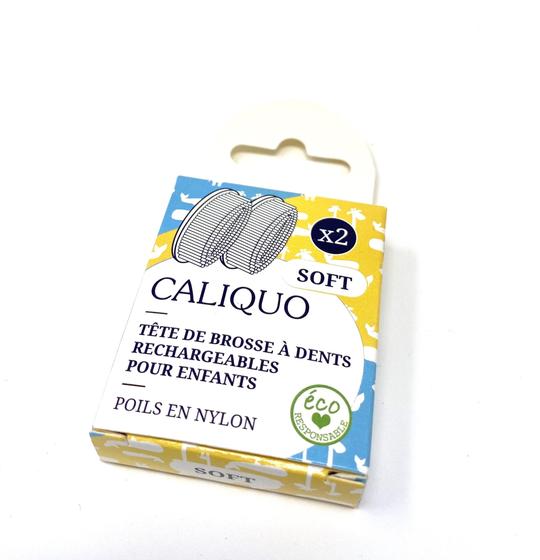 x2
SOFT
CALIQUO
TÊTE DE BROSSE À DENTS
RECHARGEABLES
POUR ENFANTS
POILS EN NYLON
éco
RESPONSABLE
SOFT